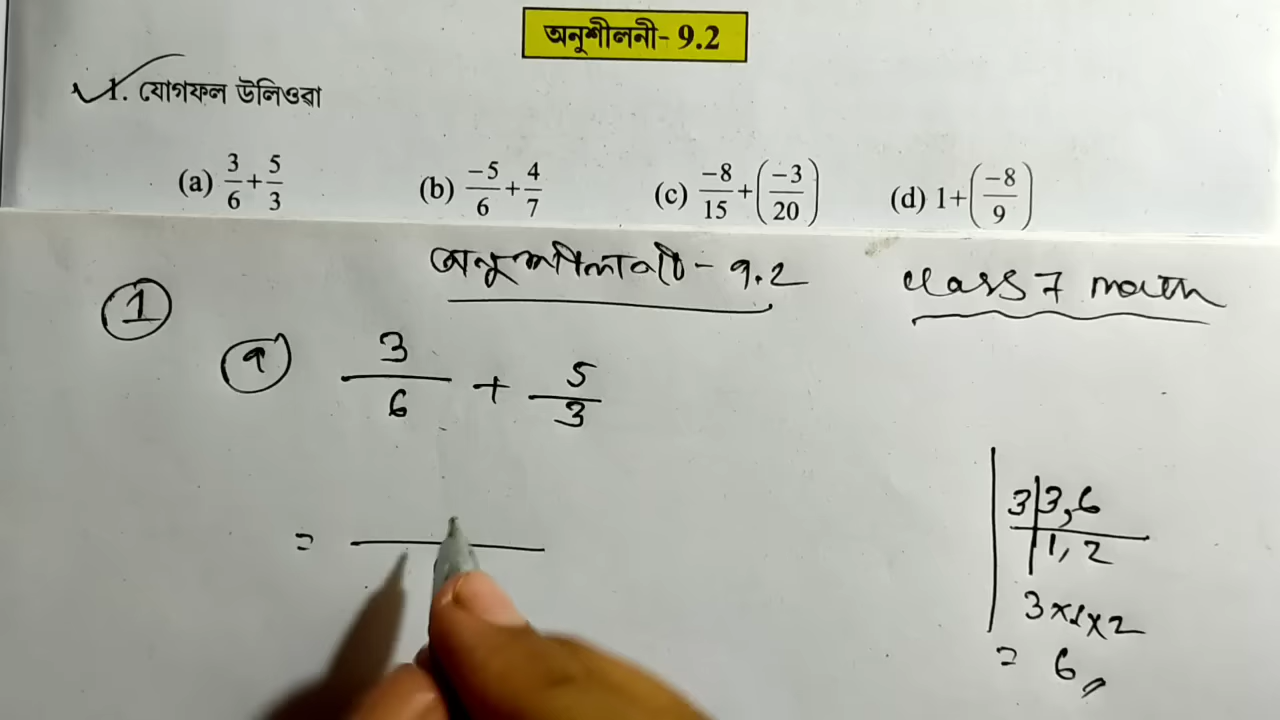 অনুশীলনী- 9.2
1. যোগফল উলিওৱা
(a) 3/6 + 5/3 (b) -5/6 + 4/7 (c) -8/15 + (-3/20) (d) 1+(-8/9)
অনুশীলনী - 9.2 class 7 math
1
a 3/6 + 5/3
=
3 | 3, 6
1, 2
3 × 1 × 2
= 6